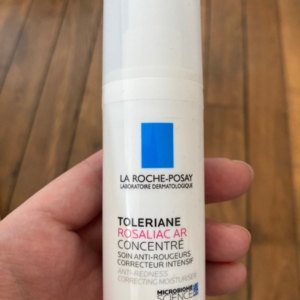 LA ROCHE-POSAY
LABORATOIRE DERMATOLOGIQUE
TOLERIANE
ROSALIAC AR
CONCENTRÉ
SOIN ANTI-ROUGEURS
CORRECTEUR INTENSIF
ANTI-REDNESS
CORRECTING MOISTURISER
MICROBIOME
SCIENCE